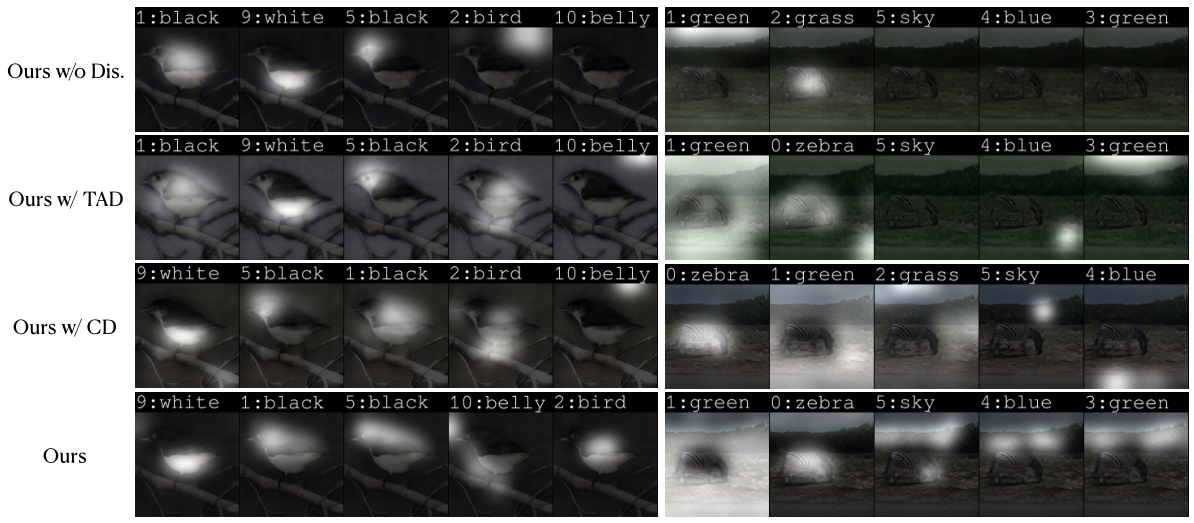 1:black 9:white 5:black 2:bird 10:belly 1:green 2:grass 5:sky 4:blue 3:green
Ours w/o Dis.
1:black 9:white 5:black 2:bird 10:belly 1:green 0:zebra 5:sky 4:blue 3:green
Ours w/ TAD
9:white 5:black 1:black 2:bird 10:belly 0:zebra 1:green 2:grass 5:sky 4:blue
Ours w/ CD
9:white 1:black 5:black 10:belly 2:bird 1:green 0:zebra 5:sky 4:blue 3:green
Ours